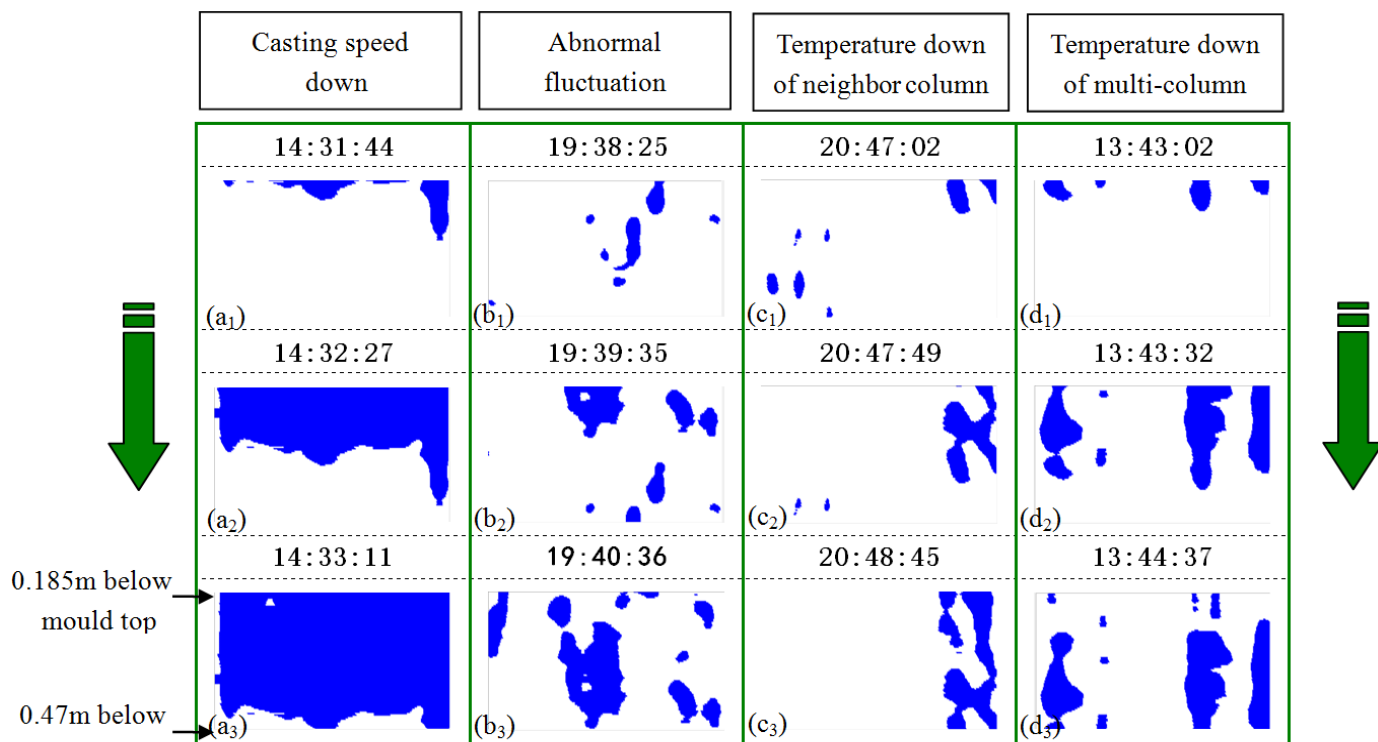 Casting speed
down
Abnormal
fluctuation
Temperature down
of neighbor column
Temperature down
of multi-column
14:31:44
19:38:25
20:47:02
13:43:02
(a1)
(b1)
(c1)
(d1)
14:32:27
19:39:35
20:47:49
13:43:32
(a2)
(b2)
(c2)
(d2)
14:33:11
19:40:36
20:48:45
13:44:37
0.185m below
mould top
0.47m below
(a3)
(b3)
(c3)
(d3)